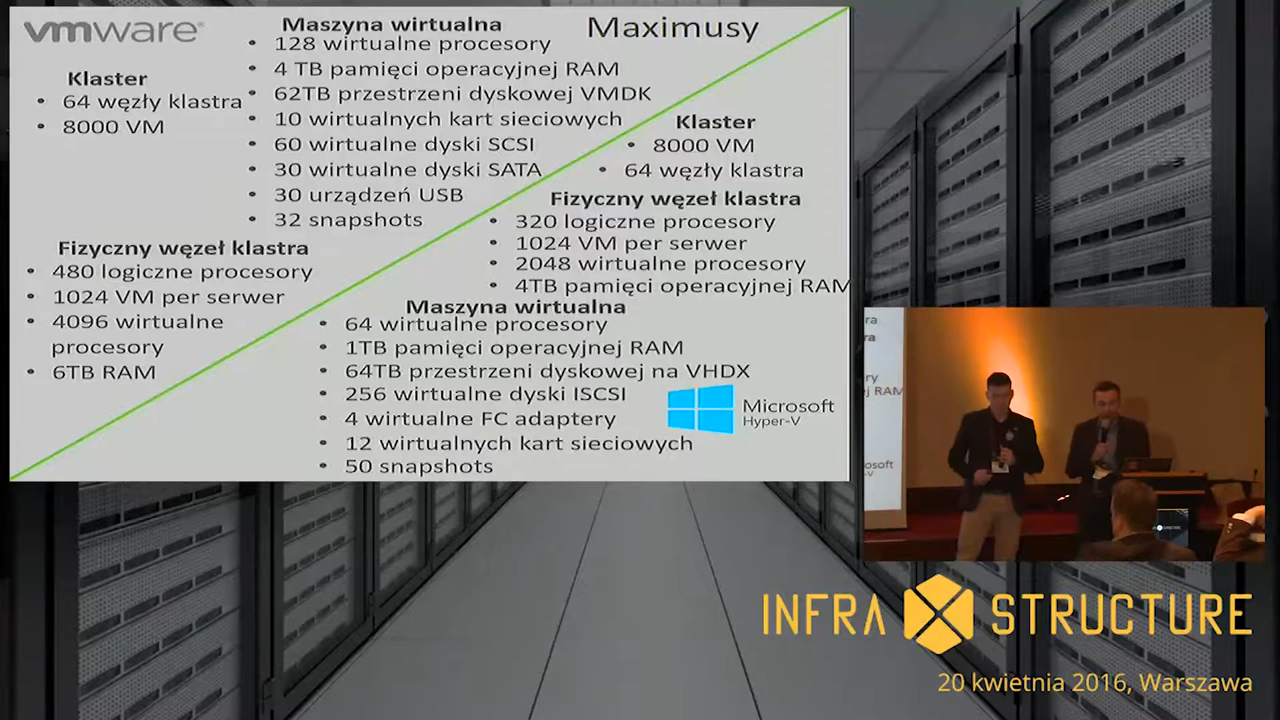 vmware
Maximusy
Klaster
• 64 węzły klastra
• 8000 VM
Maszyna wirtualna
• 128 wirtualne procesory
• 4 TB pamięci operacyjnej RAM
• 62TB przestrzeni dyskowej VMDK
• 10 wirtualnych kart sieciowych
• 60 wirtualne dyski SCSI
• 30 wirtualne dyski SATA
• 30 urządzeń USB
• 32 snapshots
Fizyczny węzeł klastra
• 480 logiczne procesory
• 1024 VM per serwer
• 4096 wirtualne
procesory
• 6TB RAM
Klaster
• 8000 VM
• 64 węzły klastra
Fizyczny węzeł klastra
• 320 logiczne procesory
• 1024 VM per serwer
• 2048 wirtualne procesory
• 4TB pamięci operacyjnej RAM
Maszyna wirtualna
• 64 wirtualne procesory
• 1TB pamięci operacyjnej RAM
• 64TB przestrzeni dyskowej na VHDX
• 256 wirtualne dyski ISCSI
• 4 wirtualne FC adaptery
• 12 wirtualnych kart sieciowych
• 50 snapshots
Microsoft
Hyper-V
INFRA STRUCTURE
20 kwietnia 2016, Warszawa